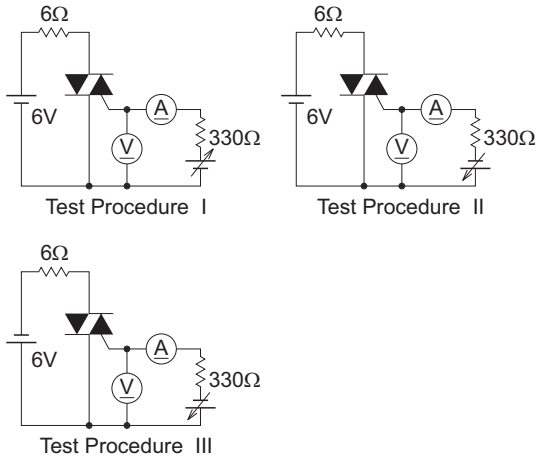 6Ω
6V
A
V
330Ω
Test Procedure I
6Ω
6V
A
V
330Ω
Test Procedure II
6Ω
6V
A
V
330Ω
Test Procedure III